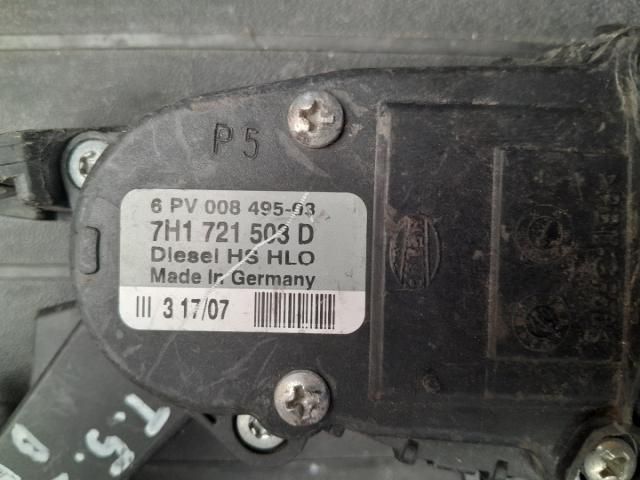 P5
6 PV 008 495-03
7H1 721 503 D
Diesel HS HLO
Made In Germany
III 3 17/07
T.5.